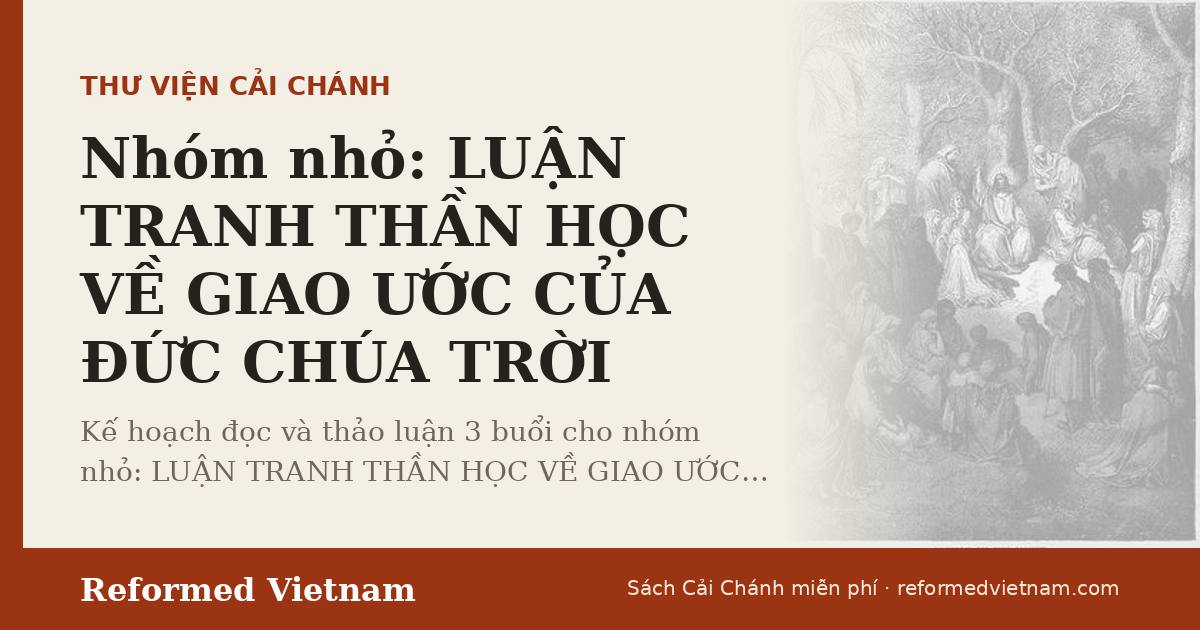 THƯ VIỆN CẢI CHÁNH
Nhóm nhỏ: LUẬN
TRANH THẦN HỌC
VỀ GIAO ƯỚC CỦA
ĐỨC CHÚA TRỜI
Kế hoạch đọc và thảo luận 3 buổi cho nhóm
nhỏ: LUẬN TRANH THẦN HỌC VỀ GIAO ƯỚC...
Reformed Vietnam
Sách Cải Chánh miễn phí · reformedvietnam.com